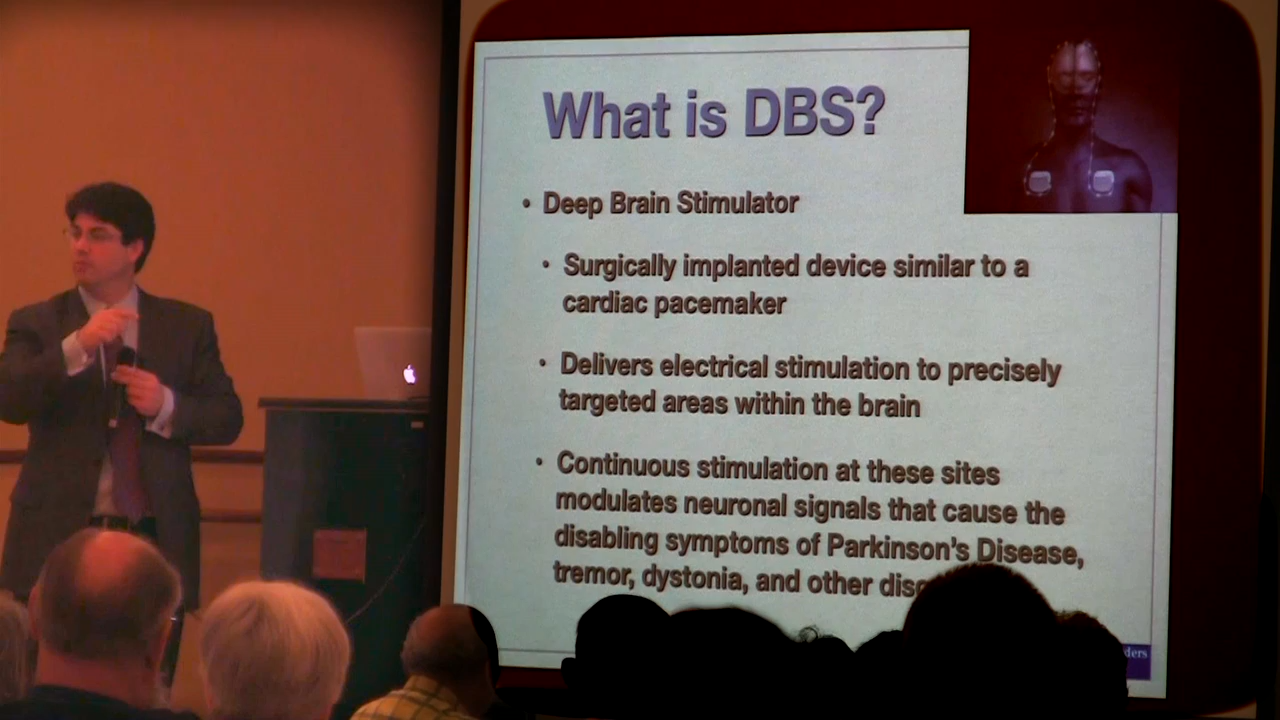 What is DBS?
• Deep Brain Stimulator
• Surgically implanted device similar to a
cardiac pacemaker
• Delivers electrical stimulation to precisely
targeted areas within the brain
• Continuous stimulation at these sites
modulates neuronal signals that cause the
disabling symptoms of Parkinson's Disease,
tremor, dystonia, and other